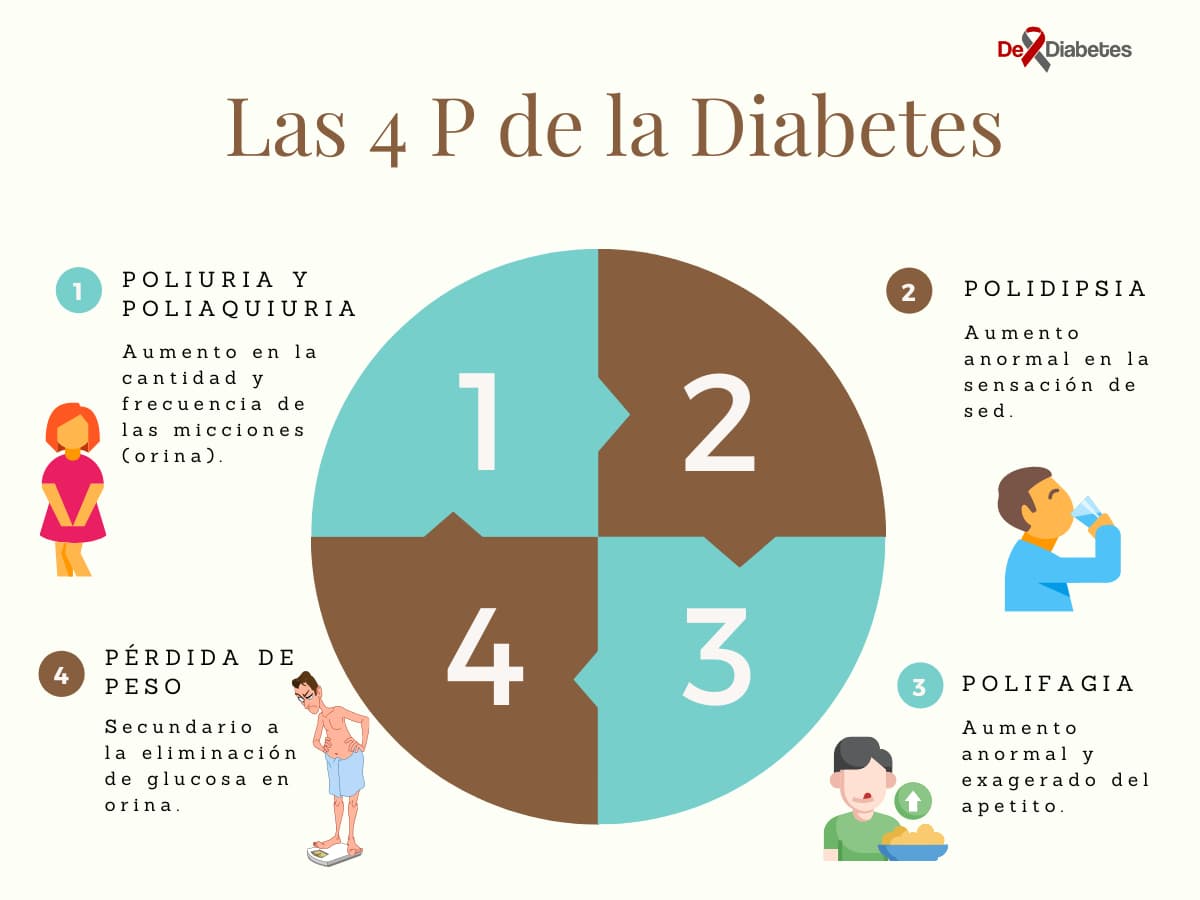 De Diabetes
Las 4 P de la Diabetes
1
POLIURIA Y
POLIAQUIURIA
Aumento en la
cantidad y
frecuencia de
las micciones
(orina).
2
POLIDIPSIA
Aumento
anormal en la
sensación de
sed.
1
2
4
3
4
PÉRDIDA DE
PESO
Secundario a
la eliminación
de glucosa en
orina.
3
POLIFAGIA
Aumento
anormal y
exagerado del
apetito.